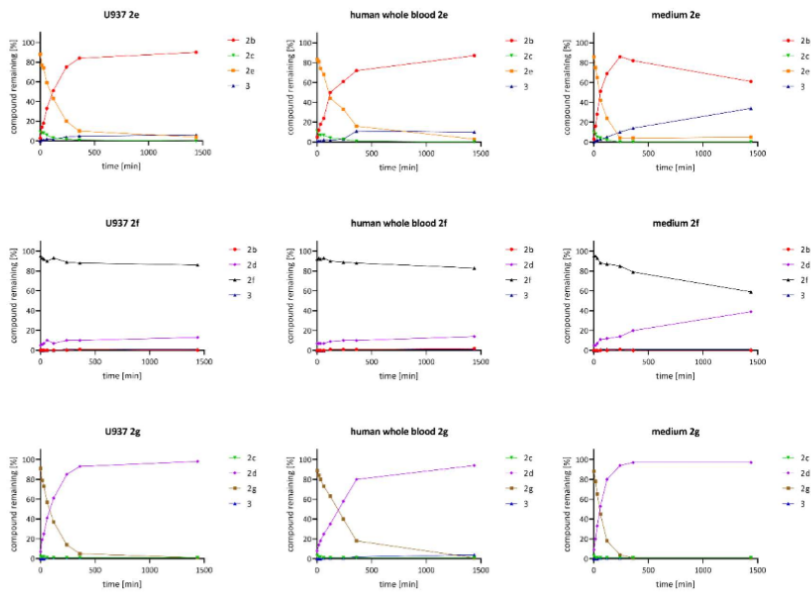 U937 2e
compound remaining [%]
100
80
60
40
20
0
0
500
1000
1500
time [min]
2b
2c
2e
3
human whole blood 2e
compound remaining [%]
100
80
60
40
20
0
0
500
1000
1500
time [min]
2b
2c
2e
3
medium 2e
compound remaining [%]
100
80
60
40
20
0
0
500
1000
1500
time [min]
2b
2c
2e
3
U937 2f
compound remaining [%]
100
80
60
40
20
0
0
500
1000
1500
time [min]
2b
2d
2f
3
human whole blood 2f
compound remaining [%]
100
80
60
40
20
0
0
500
1000
1500
time [min]
2b
2d
2f
3
medium 2f
compound remaining [%]
100
80
60
40
20
0
0
500
1000
1500
time [min]
2b
2d
2f
3
U937 2g
compound remaining [%]
100
80
60
40
20
0
0
500
1000
1500
time [min]
2c
2d
2g
3
human whole blood 2g
compound remaining [%]
100
80
60
40
20
0
0
500
1000
1500
time [min]
2c
2d
2g
3
medium 2g
compound remaining [%]
100
80
60
40
20
0
0
500
1000
1500
time [min]
2c
2d
2g
3